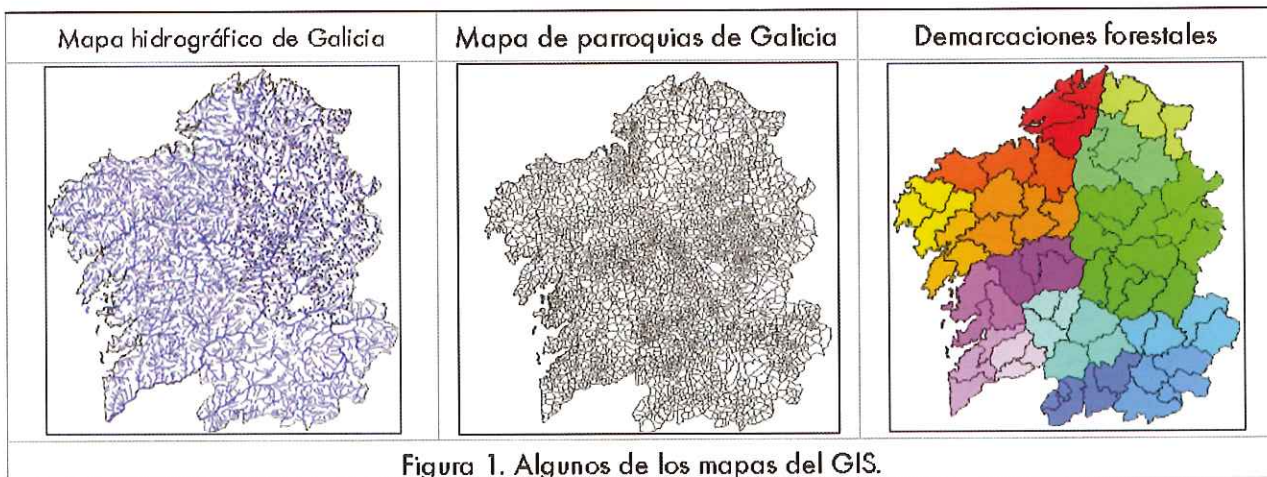 Mapa hidrográfico de Galicia
Mapa de parroquias de Galicia
Demarcaciones forestales
Figura 1. Algunos de los mapas del GIS.